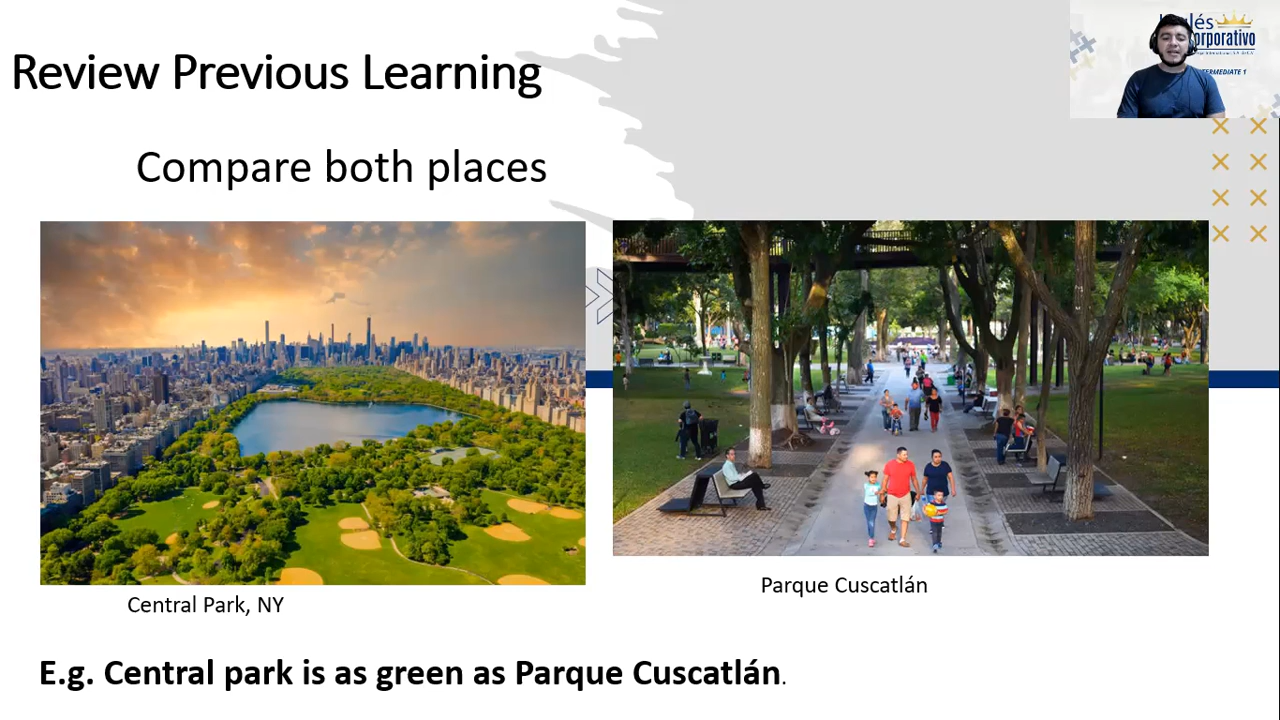 Review Previous Learning
Compare both places
Central Park, NY
Parque Cuscatlán
E.g. Central park is as green as Parque Cuscatlán.